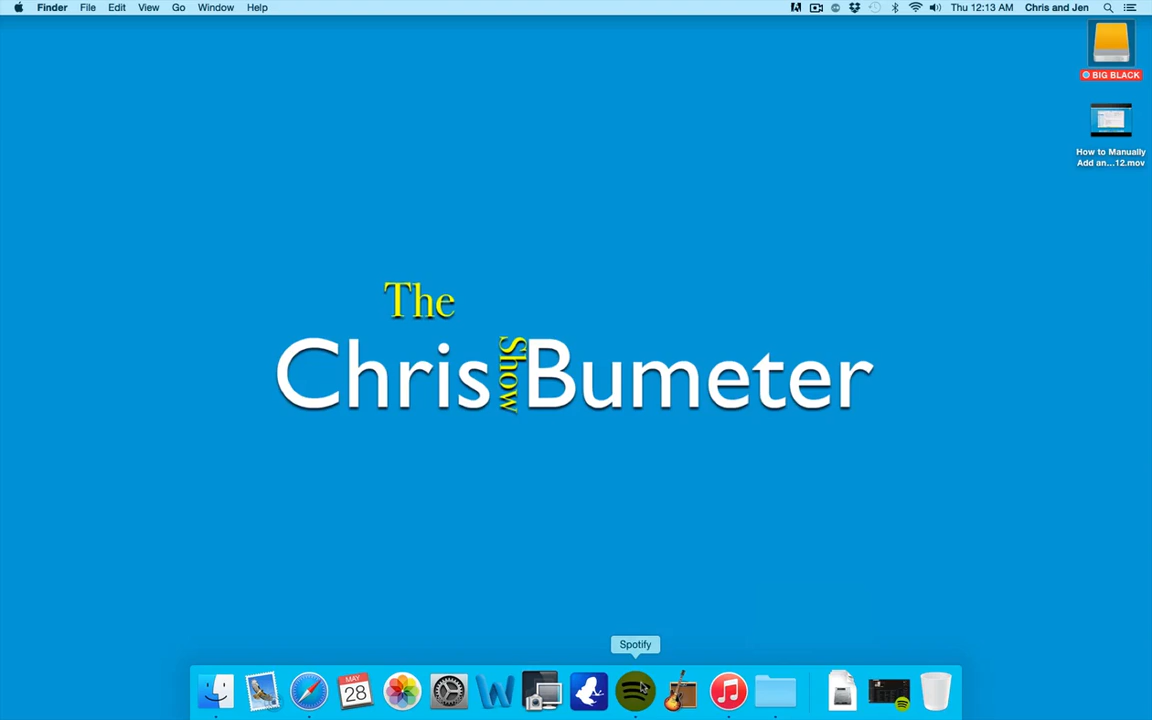 Finder File Edit View Go Window Help Thu 12:13 AM Chris and Jen
BIG BLACK
How to Manually
Add an...12.mov
The
Chris Show Bumeter
Spotify
MAY
28